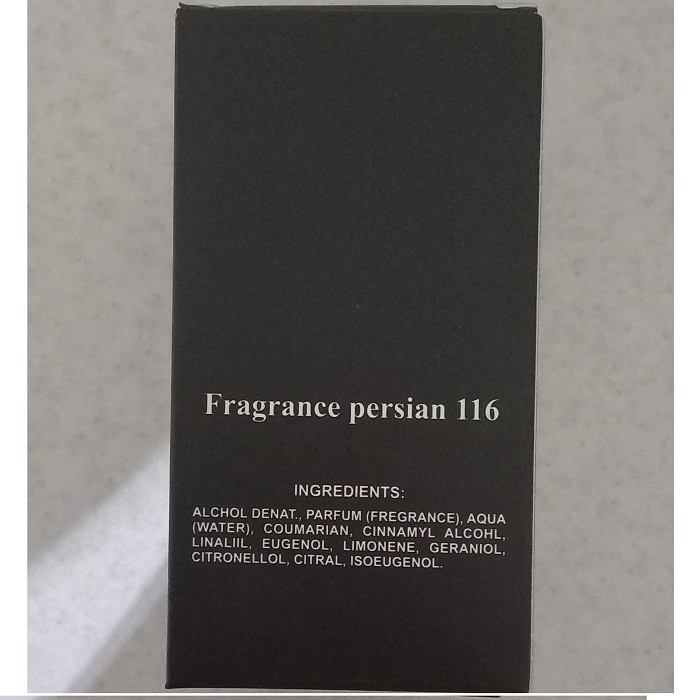 Fragrance persian 116
INGREDIENTS:
ALCHOL DENAT., PARFUM (FREGRANCE), AQUA
(WATER), COUMARIAN, CINNAMYL ALCOHL,
LINALIIL, EUGENOL, LIMONENE, GERANIOL,
CITRONELLOL, CITRAL, ISOEUGENOL.